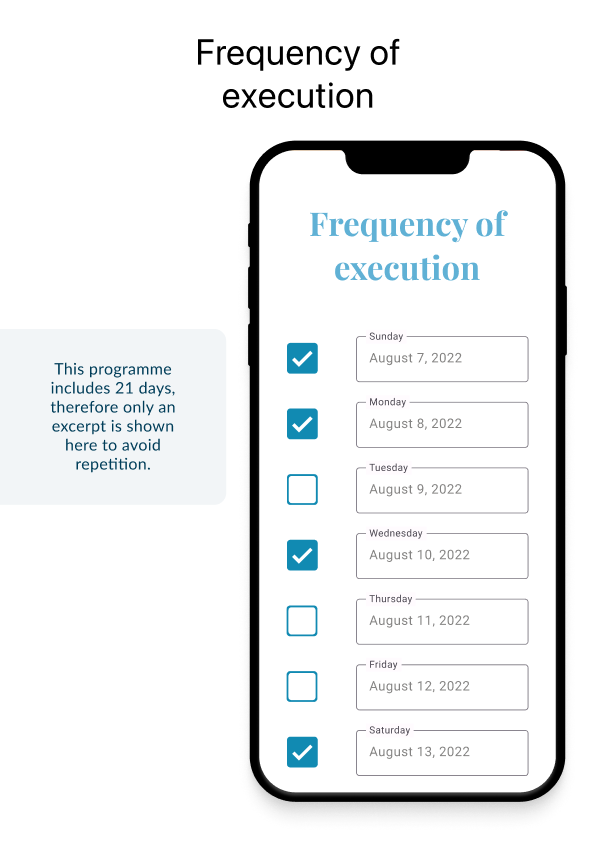 Frequency of
execution
Frequency of
execution
This programme
includes 21 days,
therefore only an
excerpt is shown
here to avoid
repetition.
Sunday
August 7, 2022
Monday
August 8, 2022
Tuesday
August 9, 2022
Wednesday
August 10, 2022
Thursday
August 11, 2022
Friday
August 12, 2022
Saturday
August 13, 2022